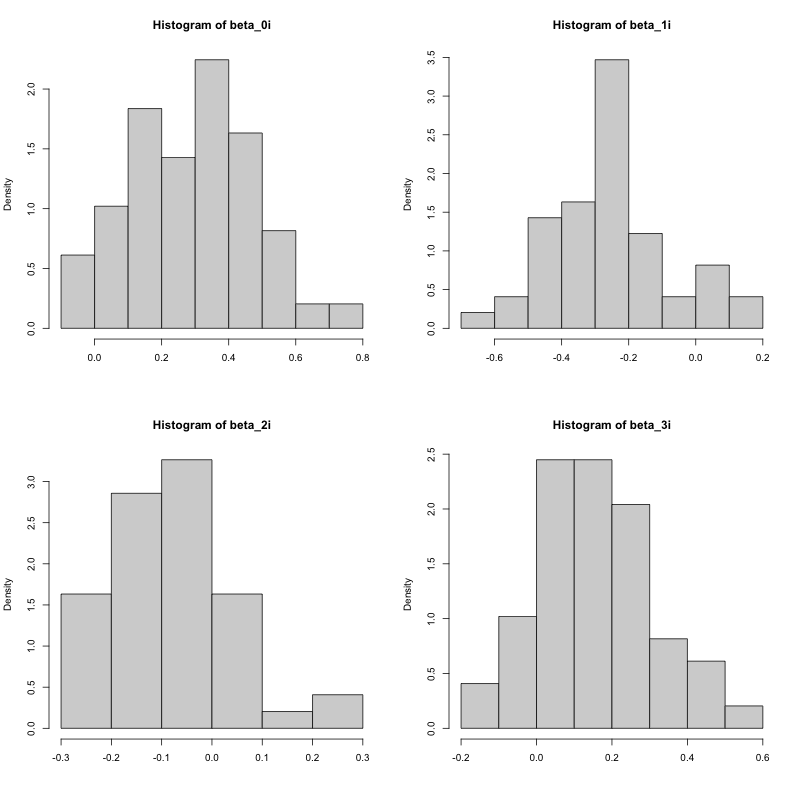 Histogram of beta_0i
Density
0.0 0.5 1.0 1.5 2.0
0.0 0.2 0.4 0.6 0.8
Histogram of beta_1i
Density
0.0 0.5 1.0 1.5 2.0 2.5 3.0 3.5
-0.6 -0.4 -0.2 0.0 0.2
Histogram of beta_2i
Density
0.0 0.5 1.0 1.5 2.0 2.5 3.0
-0.3 -0.2 -0.1 0.0 0.1 0.2 0.3
Histogram of beta_3i
Density
0.0 0.5 1.0 1.5 2.0 2.5
-0.2 0.0 0.2 0.4 0.6